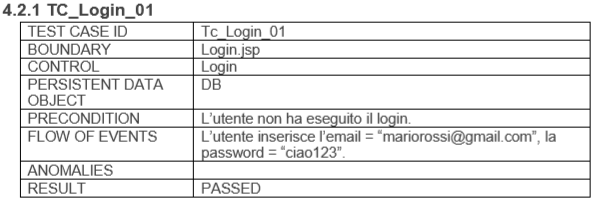 4.2.1 TC_Login_01
TEST CASE ID Tc_Login_01
BOUNDARY Login.jsp
CONTROL Login
PERSISTENT DATA DB
OBJECT
PRECONDITION L’utente non ha eseguito il login.
FLOW OF EVENTS L’utente inserisce l’email = “mariorossi@gmail.com”, la
password = “ciao123”.
ANOMALIES
RESULT PASSED